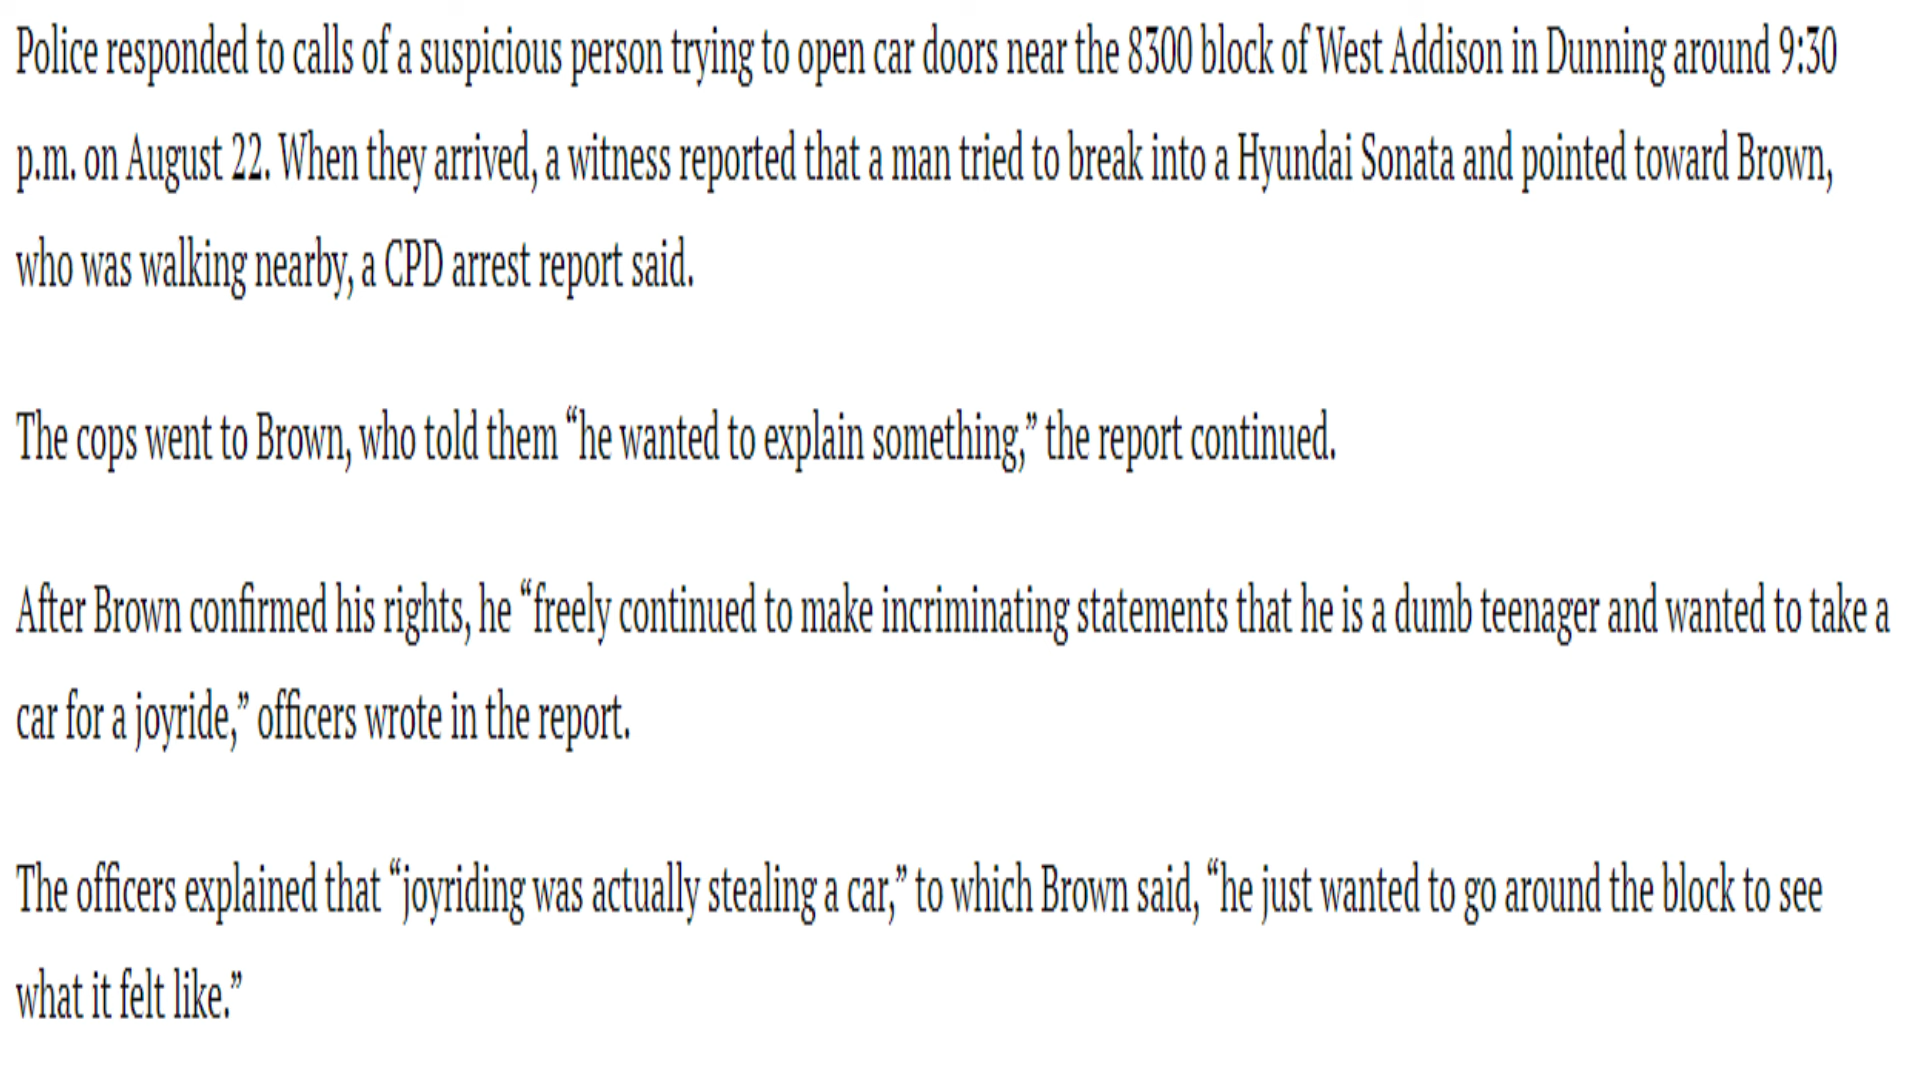 Police responded to calls of a suspicious person trying to open car doors near the 8300 block of West Addison in Dunning around 9:30
p.m. on August 22. When they arrived, a witness reported that a man tried to break into a Hyundai Sonata and pointed toward Brown,
who was walking nearby, a CPD arrest report said.
The cops went to Brown, who told them “he wanted to explain something,” the report continued.
After Brown confirmed his rights, he “freely continued to make incriminating statements that he is a dumb teenager and wanted to take a
car for a joyride,” officers wrote in the report.
The officers explained that “joyriding was actually stealing a car,” to which Brown said, “he just wanted to go around the block to see
what it felt like.”